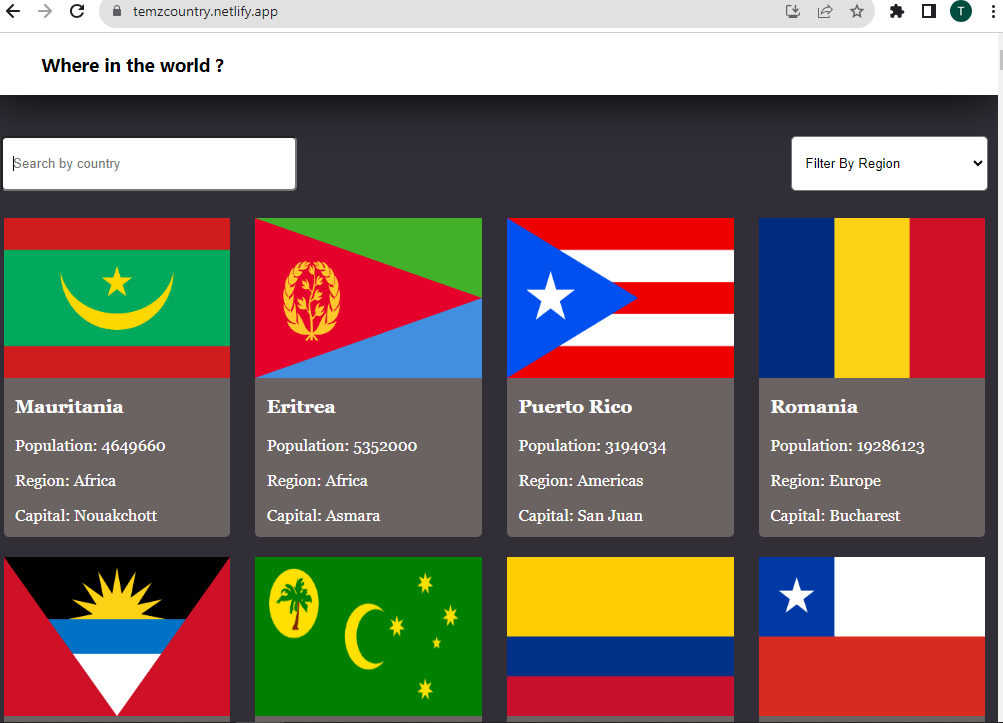 temzcountry.netlify.app
T
Where in the world ?
Search by country
Filter By Region
Mauritania
Population: 4649660
Region: Africa
Capital: Nouakchott
Eritrea
Population: 5352000
Region: Africa
Capital: Asmara
Puerto Rico
Population: 3194034
Region: Americas
Capital: San Juan
Romania
Population: 19286123
Region: Europe
Capital: Bucharest